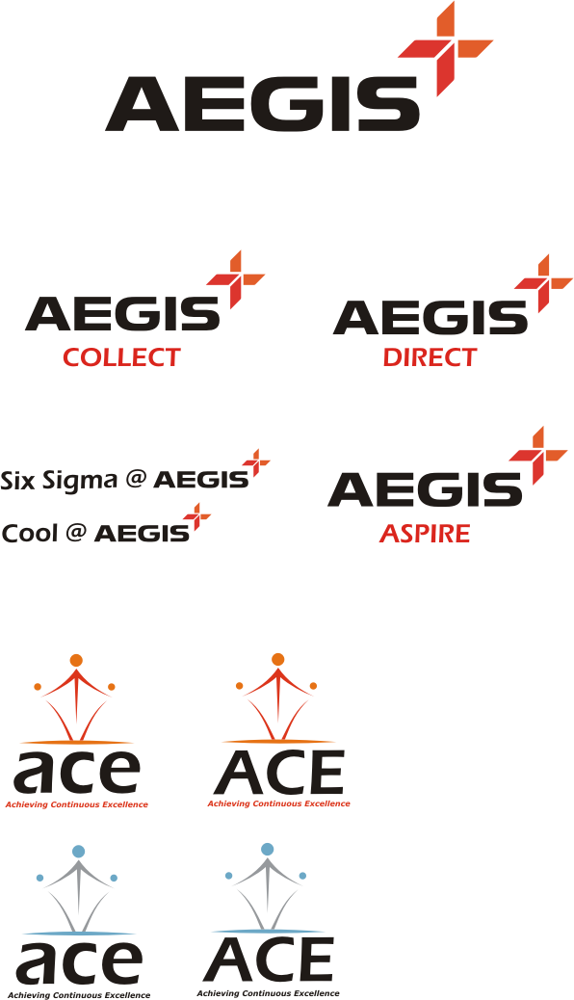 AEGIS
AEGIS
COLLECT
AEGIS
DIRECT
Six Sigma @ AEGIS
Cool @ AEGIS
AEGIS
ASPIRE
ace
Achieving Continuous Excellence
ACE
Achieving Continuous Excellence
ace
Achieving Continuous Excellence
ACE
Achieving Continuous Excellence